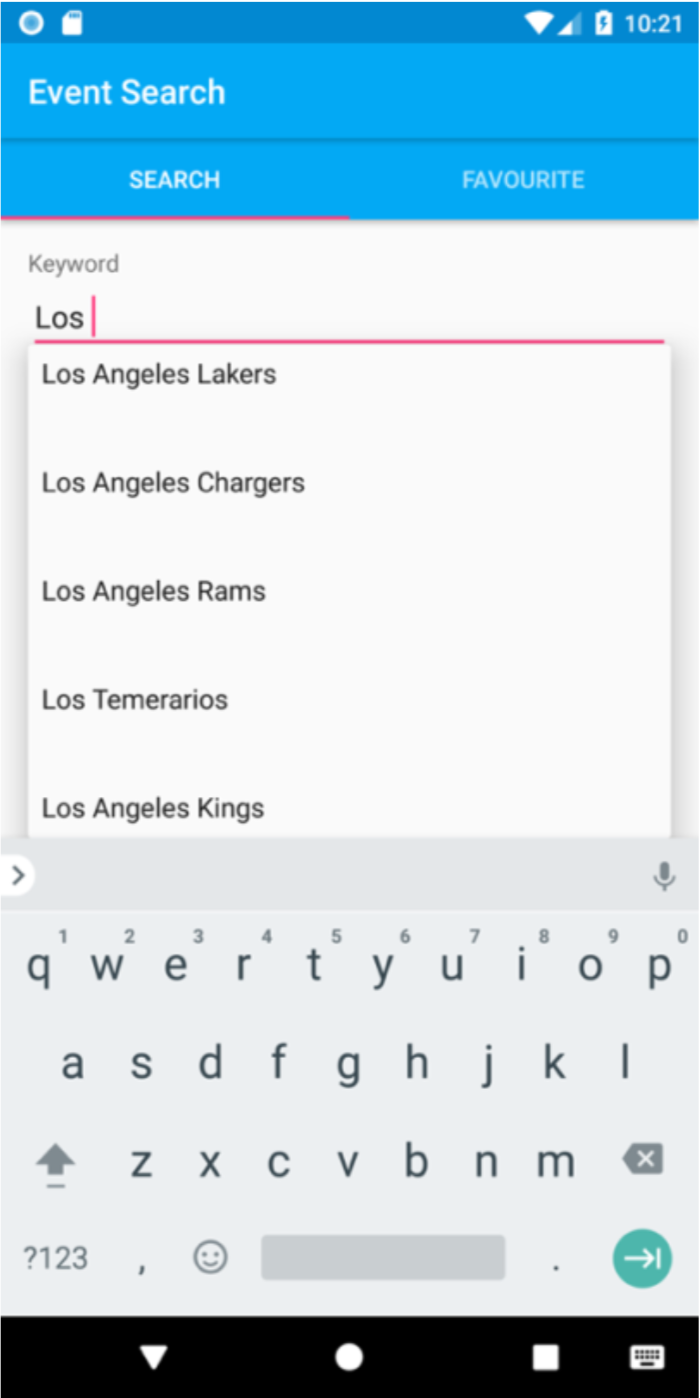 10:21
Event Search
SEARCH FAVOURITE
Keyword
Los
Los Angeles Lakers
Los Angeles Chargers
Los Angeles Rams
Los Temerarios
Los Angeles Kings
1 2 3 4 5 6 7 8 9 0
q w e r t y u i o p
a s d f g h j k l
z x c v b n m
?123 , .